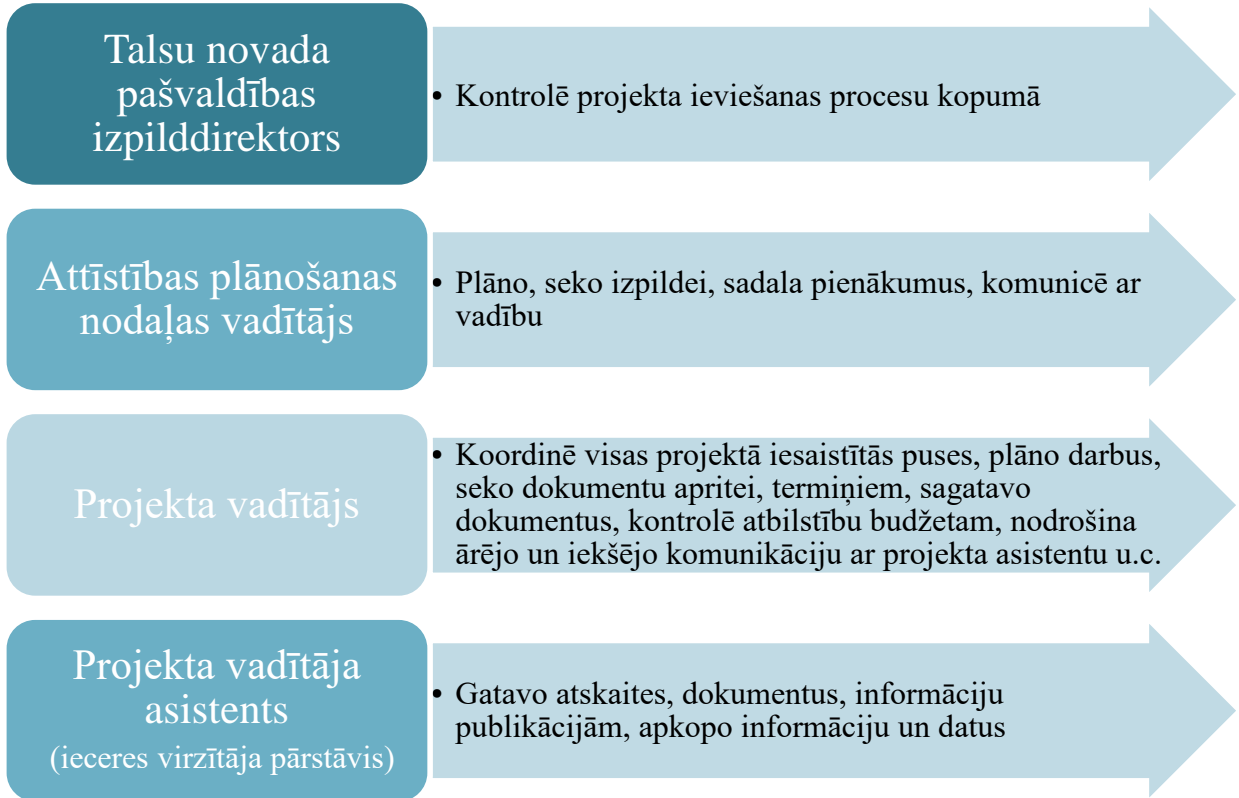 Talsu novada
pašvaldības
izpilddirektors
• Kontrolē projekta ieviešanas procesu kopumā
Attīstības plānošanas
nodaļas vadītājs
• Plāno, seko izpildei, sadala pienākumus, komunicē ar
vadību
Projekta vadītājs
• Koordinē visas projektā iesaistītās puses, plāno darbus,
seko dokumentu apritei, termiņiem, sagatavo
dokumentus, kontrolē atbilstību budžetam, nodrošina
ārējo un iekšējo komunikāciju ar projekta asistentu u.c.
Projekta vadītāja
asistents
(ieceres virzītāja pārstāvis)
• Gatavo atskaites, dokumentus, informāciju
publikācijām, apkopo informāciju un datus